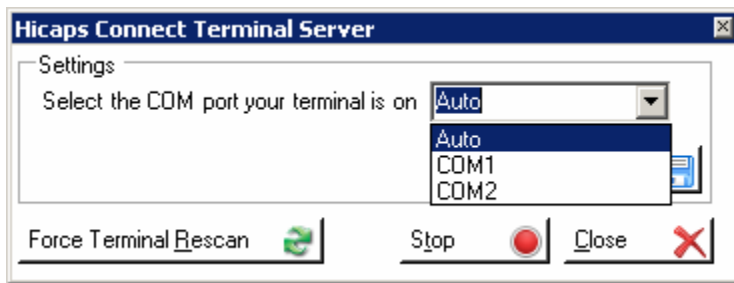 Hicaps Connect Terminal Server
Settings
Select the COM port your terminal is on Auto
Auto
COM1
COM2
Force Terminal Rescan Stop Close